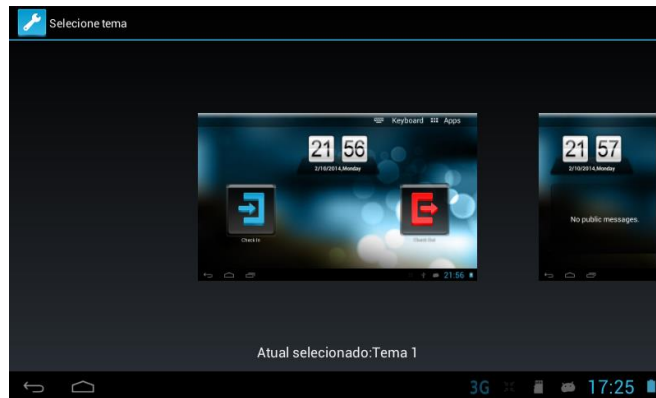 Selecione tema
Keyboard Apps
21 56
2/10/2014,Monday
Check In
Check Out
21:56
21 57
2/10/2014,Monday
No public messages.
Atual selecionado:Tema 1
3G 17:25